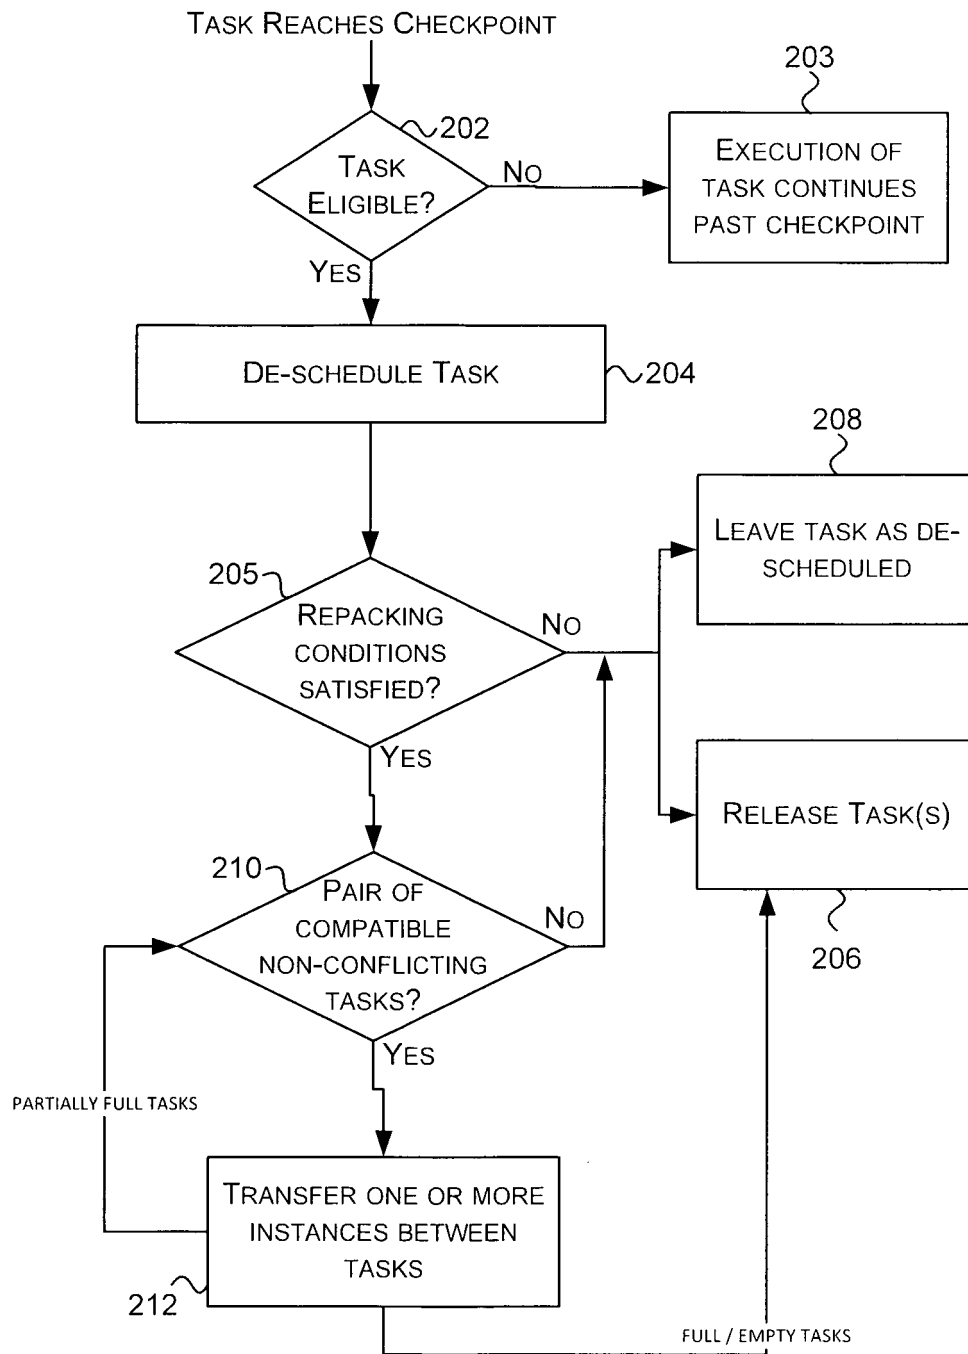 TASK REACHES CHECKPOINT
202
TASK
ELIGIBLE?
NO
203
EXECUTION OF
TASK CONTINUES
PAST CHECKPOINT
YES
DE-SCHEDULE TASK
204
205
REPACKING
CONDITIONS
SATISFIED?
NO
208
LEAVE TASK AS DE-
SCHEDULED
YES
RELEASE TASK(S)
206
210
PAIR OF
COMPATIBLE
NON-CONFLICTING
TASKS?
NO
YES
PARTIALLY FULL TASKS
TRANSFER ONE OR MORE
INSTANCES BETWEEN
TASKS
212
FULL / EMPTY TASKS